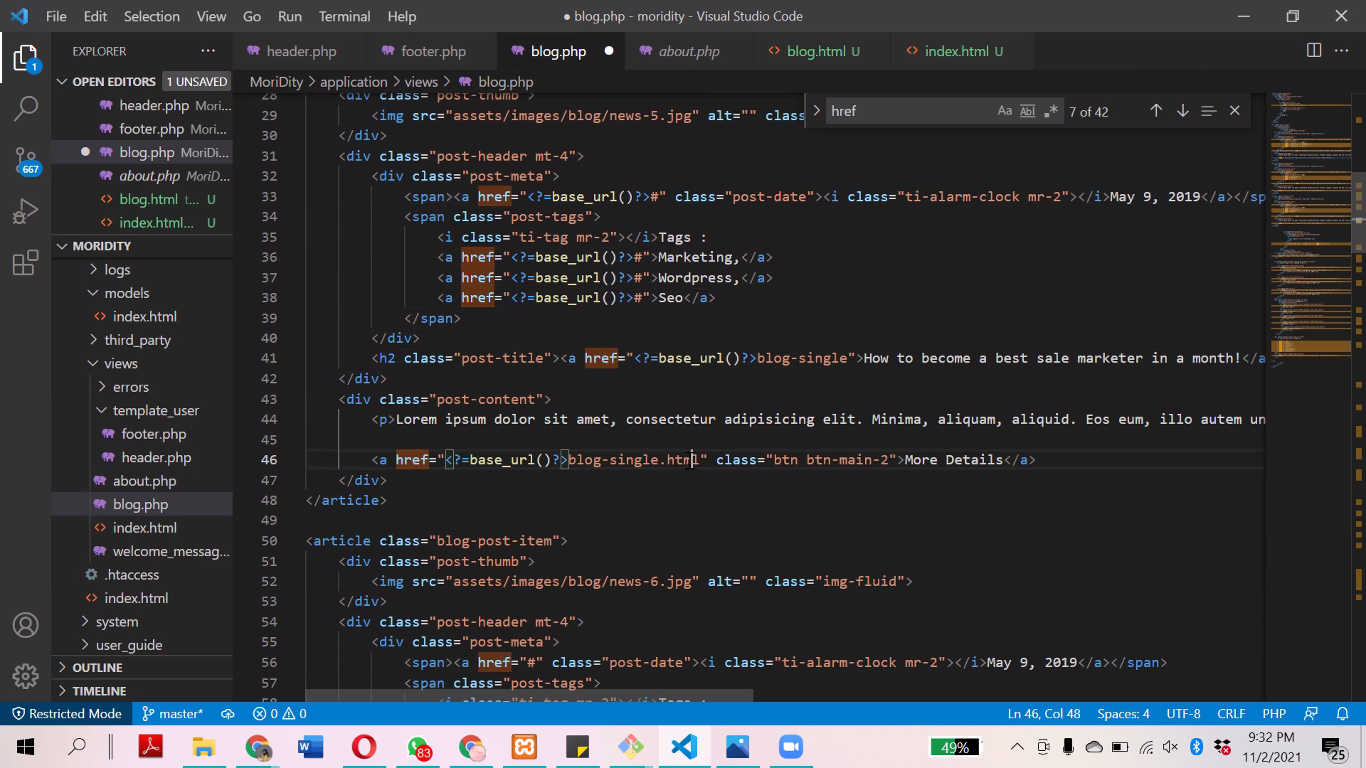 File Edit Selection View Go Run Terminal Help
● blog.php - moridity - Visual Studio Code
EXPLORER
header.php
footer.php
blog.php
about.php
blog.html U
index.html U
OPEN EDITORS 1 UNSAVED
MoriDity > application > views > blog.php
href
Aa
7 of 42
header.php Mori...
footer.php Mori...
blog.php MoriDi...
about.php MoriD...
blog.html t... U
index.html... U
MORIDITY
logs
models
index.html
third_party
views
errors
template_user
footer.php
header.php
about.php
blog.php
index.html
welcome_messag...
.htaccess
index.html
system
user_guide
OUTLINE
TIMELINE
1
667
28 <div class="post-thumb">
29 <img src="assets/images/blog/news-5.jpg" alt="" class
30 </div>
31 <div class="post-header mt-4">
32 <div class="post-meta">
33 <span><a href="<?=base_url()?>#" class="post-date"><i class="ti-alarm-clock mr-2"></i>May 9, 2019</a></sp
34 <span class="post-tags">
35 <i class="ti-tag mr-2"></i>Tags :
36 <a href="<?=base_url()?>#">Marketing,</a>
37 <a href="<?=base_url()?>#">Wordpress,</a>
38 <a href="<?=base_url()?>#">Seo</a>
39 </span>
40 </div>
41 <h2 class="post-title"><a href="<?=base_url()?>blog-single">How to become a best sale marketer in a month!</a
42 </div>
43 <div class="post-content">
44 <p>Lorem ipsum dolor sit amet, consectetur adipisicing elit. Minima, aliquam, aliquid. Eos eum, illo autem un
45
46 <a href="<?=base_url()?>blog-single.html" class="btn btn-main-2">More Details</a>
47 </div>
48 </article>
49
50 <article class="blog-post-item">
51 <div class="post-thumb">
52 <img src="assets/images/blog/news-6.jpg" alt="" class="img-fluid">
53 </div>
54 <div class="post-header mt-4">
55 <div class="post-meta">
56 <span><a href="#" class="post-date"><i class="ti-alarm-clock mr-2"></i>May 9, 2019</a></span>
57 <span class="post-tags">
<i class="ti-tag mr-2"></i>Tags :
Restricted Mode master* 0 0
Ln 46, Col 48 Spaces: 4 UTF-8 CRLF PHP
83
49%
9:32 PM
11/2/2021
25